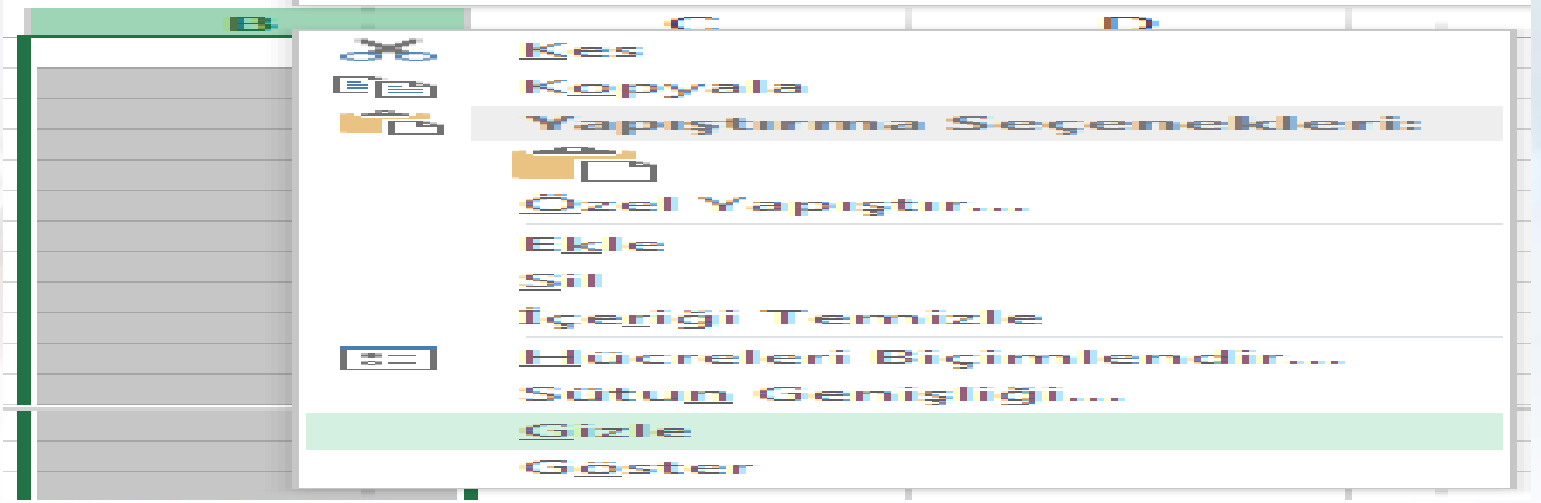 B C D
Kes
Kopyala
Yapıştırma Seçenekleri:
Özel Yapıştır...
Ekle
Sil
İçeriği Temizle
Hücreleri Biçimlendir...
Sütun Genişliği...
Gizle
Göster